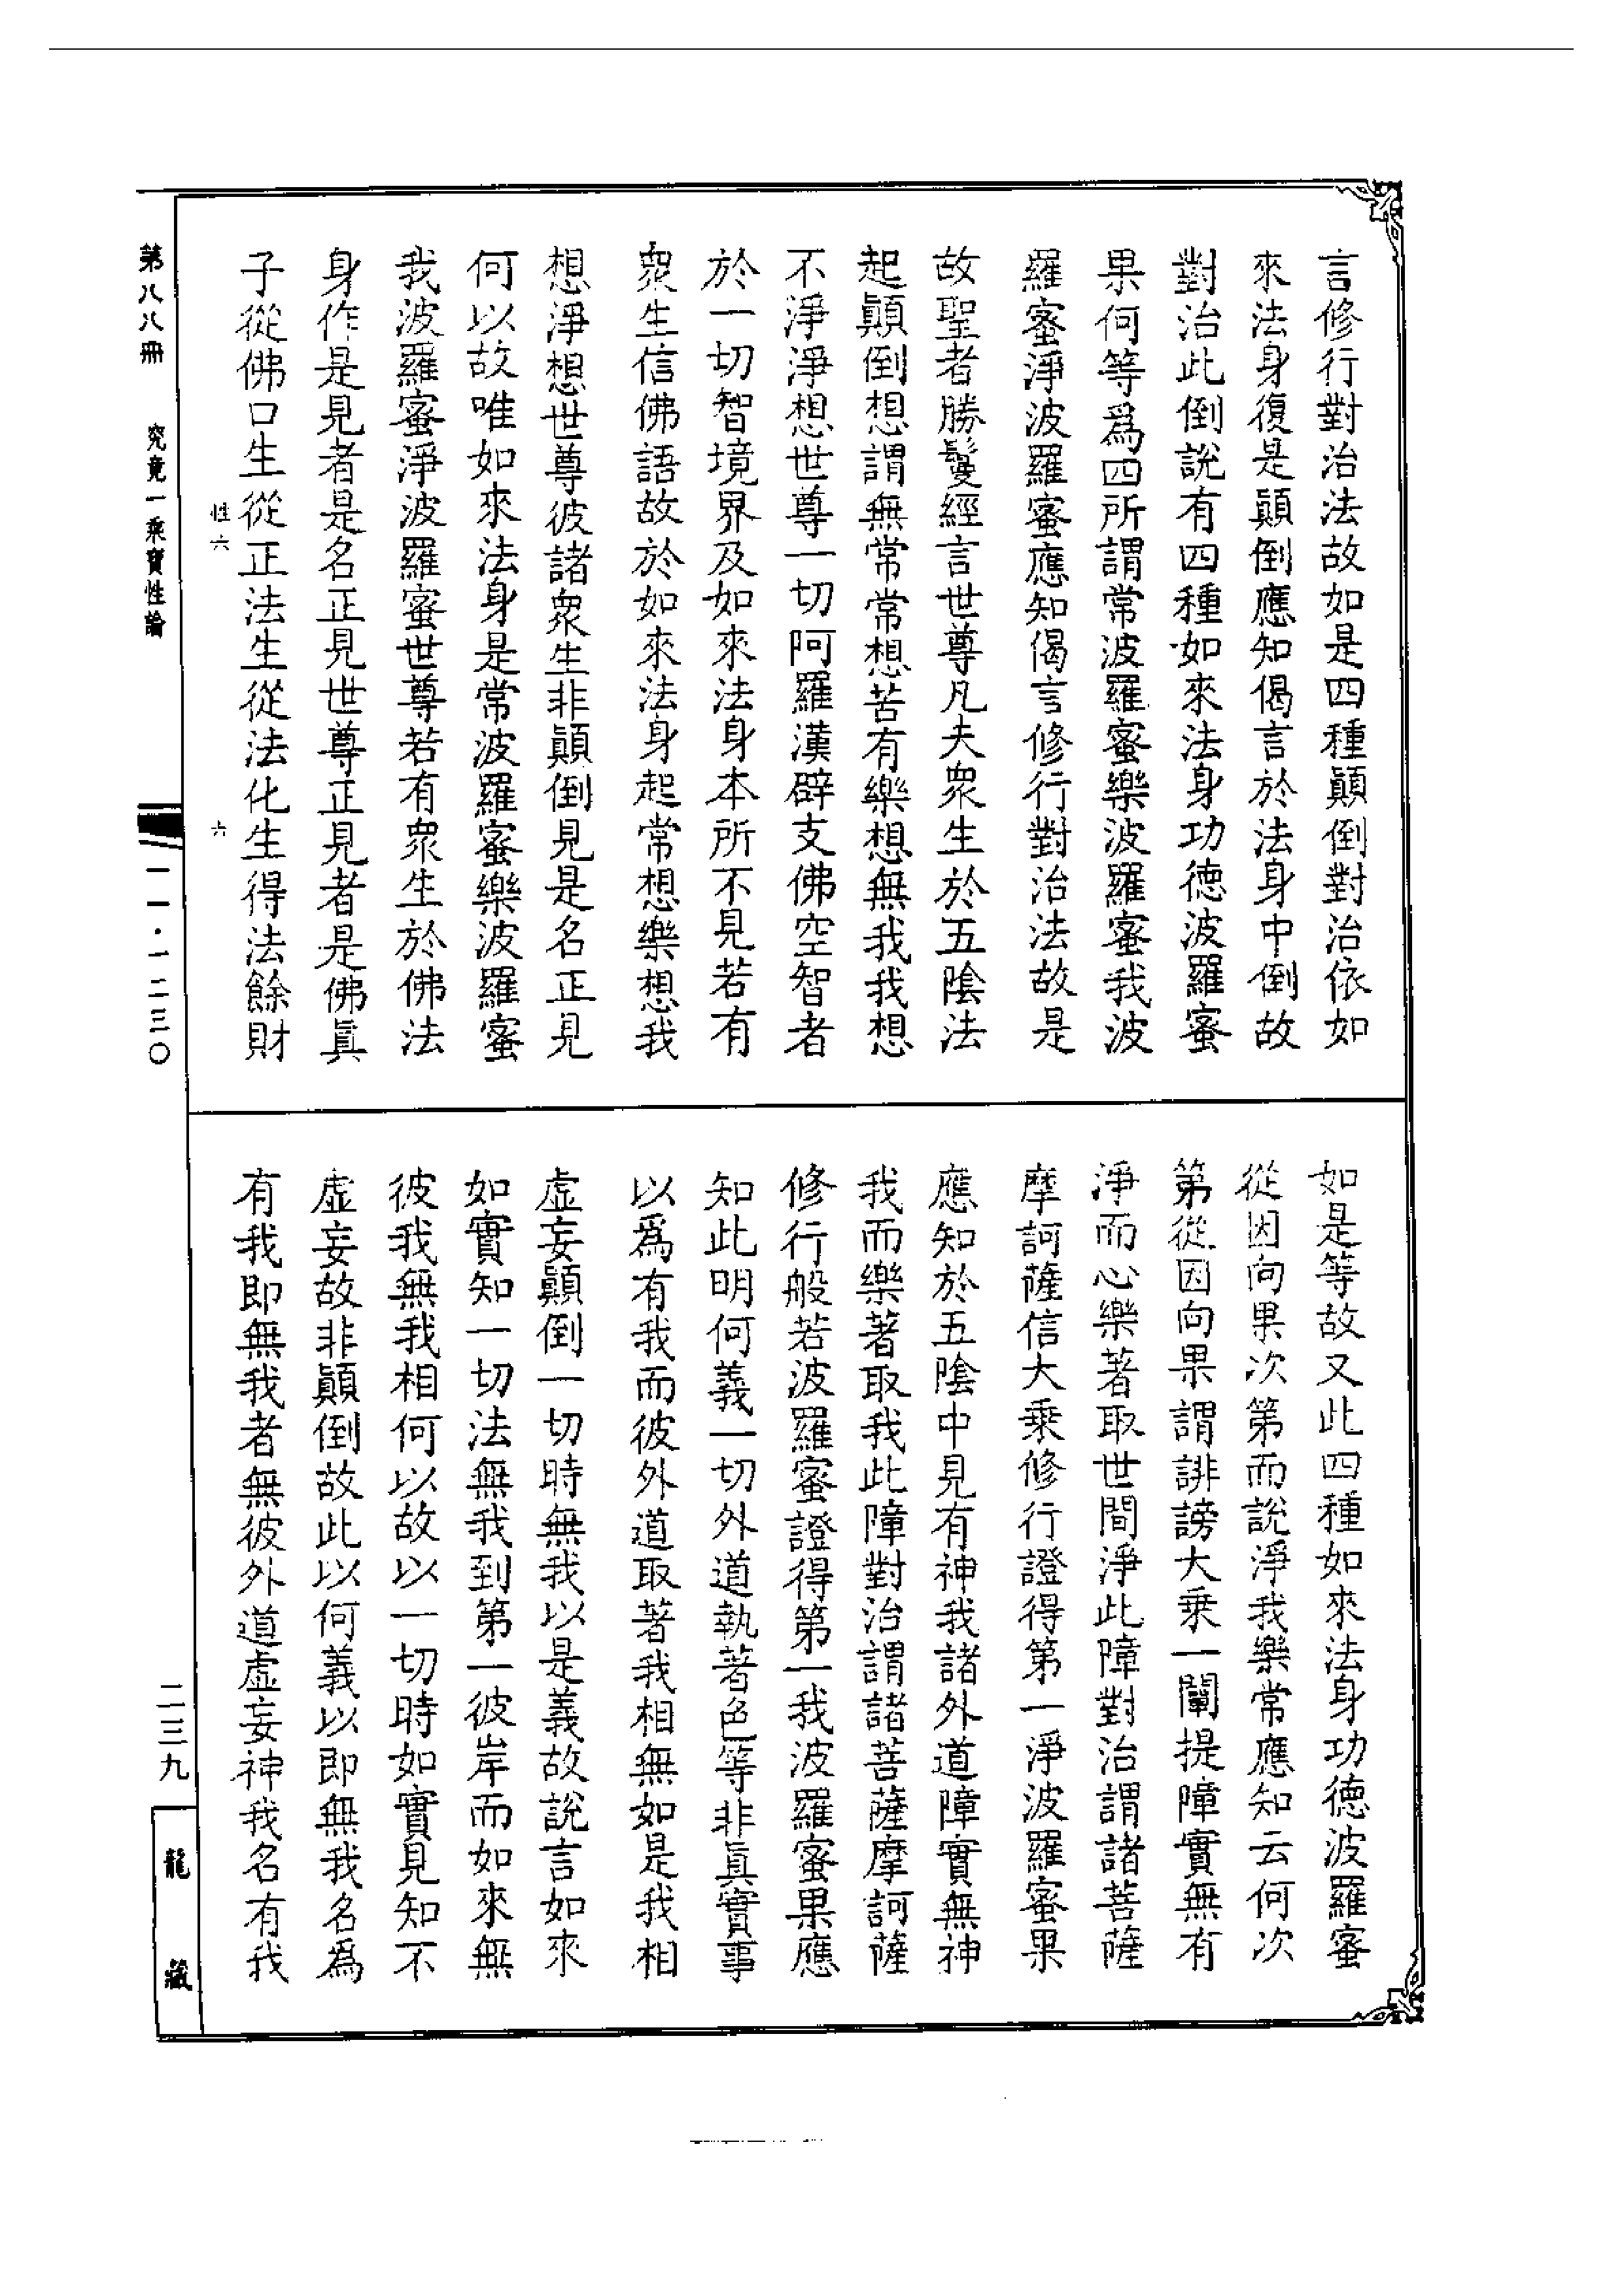 言修行對治法故如是四種顛倒對治依如
來法身復是顛倒應知偈言於法身中倒故
對治此倒說有四種如來法身功德波羅蜜
果何等爲四所謂常波羅蜜樂波羅蜜我波
羅蜜淨波羅蜜應知偈言修行對治法故是
故聖者勝鬘經言世尊凡夫衆生於五陰法
起顛倒想謂無常常想苦有樂想無我我想
不淨淨想世尊一切阿羅漢辟支佛空智者
於一切智境界及如來法身本所不見若有
衆生信佛語故於如來法身起常想樂想我
想淨想世尊彼諸衆生非顛倒見是名正見
何以故唯如來法身是常波羅蜜樂波羅蜜
我波羅蜜淨波羅蜜世尊若有衆生於佛法
身作是見者是名正見世尊正見者是佛眞
子從佛口生從正法生從法化生得法餘財
性六
六
如是等故又此四種如來法身功德波羅蜜
從因向果次第而說淨我樂常應知云何次
第從因向果謂誹謗大乘一闡提障實無有
淨而心樂著取世間淨此障對治謂諸菩薩
摩訶薩信大乘修行證得第一淨波羅蜜果
應知於五陰中見有神我諸外道障實無神
我而樂著取我此障對治謂諸菩薩摩訶薩
修行般若波羅蜜證得第一我波羅蜜果應
知此明何義一切外道執著色等非眞實事
以爲有我而彼外道取著我相無如是我相
虛妄顛倒一切時無我以是義故說言如來
如實知一切法無我到第一彼岸而如來無
彼我無我相何以故以一切時如實見知不
虛妄故非顛倒故此以何義以即無我名爲
有我即無我者無彼外道虛妄神我名有我
第八八冊
究竟一乘寶性論
一一·一二三〇
二三九
龍藏